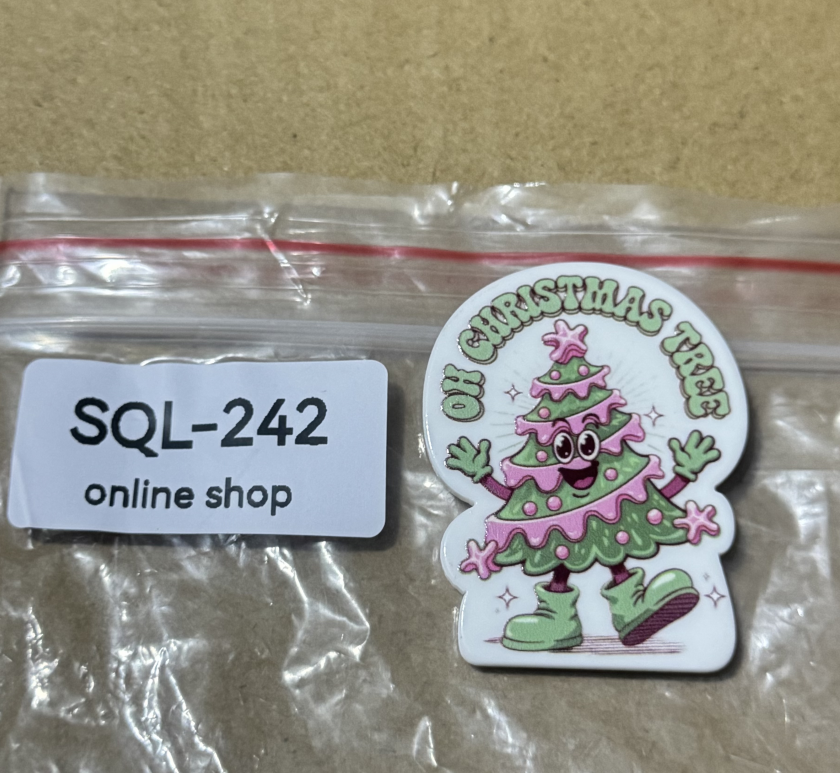 SQL-242
online shop
OH CHRISTMAS TREE